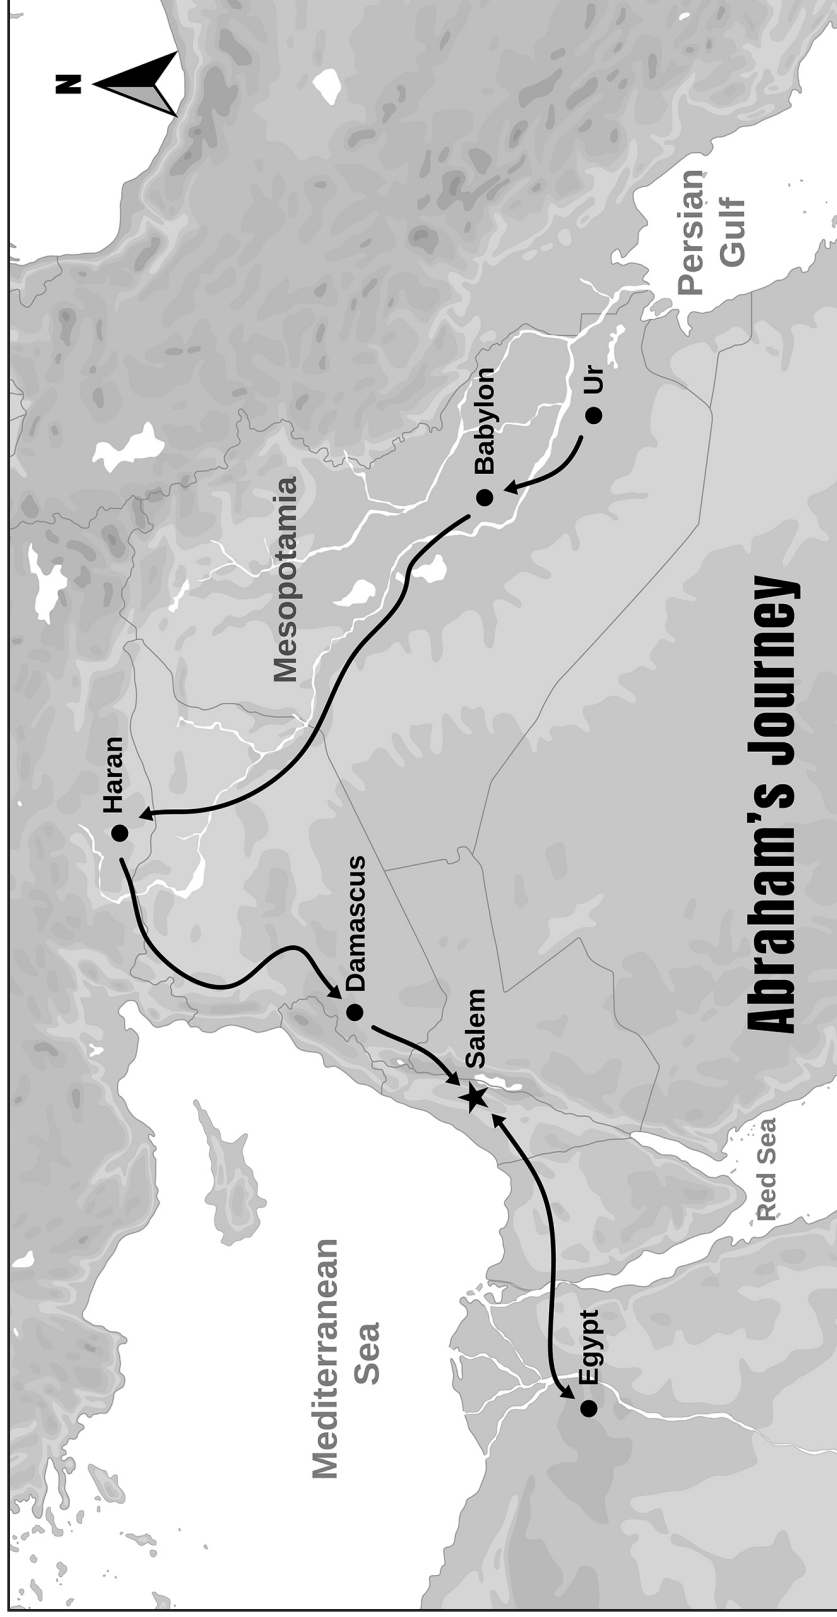 N
Haran
Mesopotamia
Babylon
Ur
Persian
Gulf
Damascus
Salem
Mediterranean
Sea
Egypt
Red Sea
Abraham’s Journey